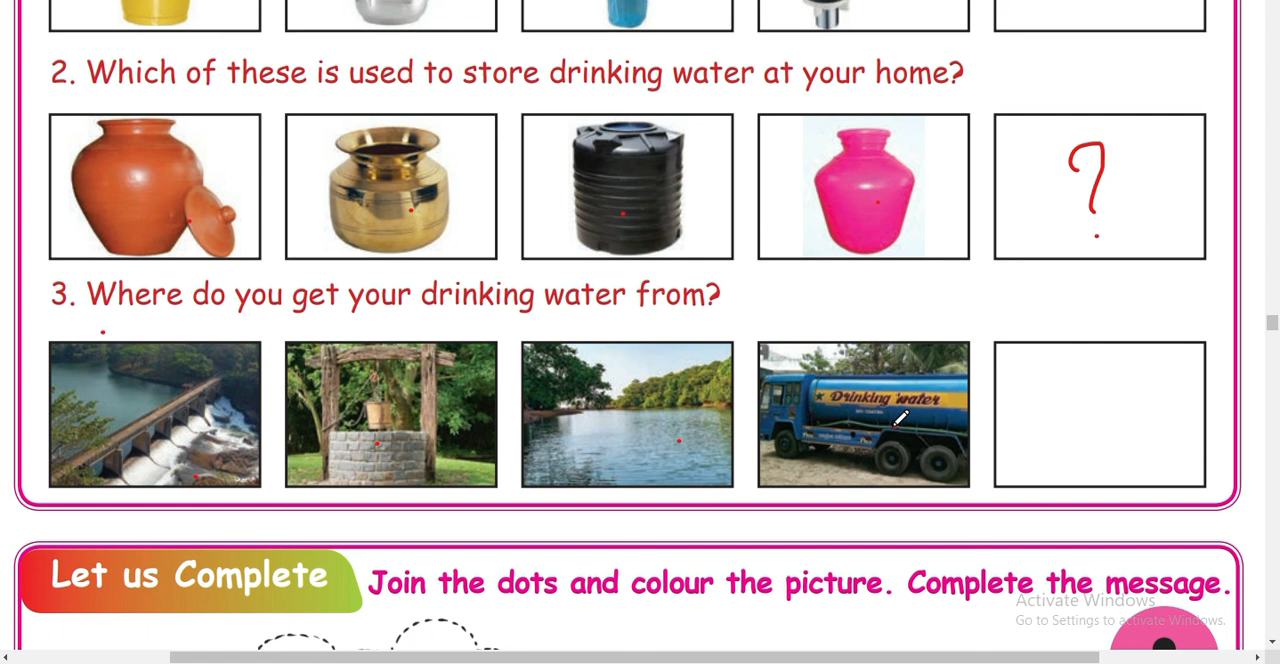 2. Which of these is used to store drinking water at your home?
?
3. Where do you get your drinking water from?
Drinking water
Let us Complete
Join the dots and colour the picture. Complete the message.
Activate Windows
Go to Settings to activate Windows.